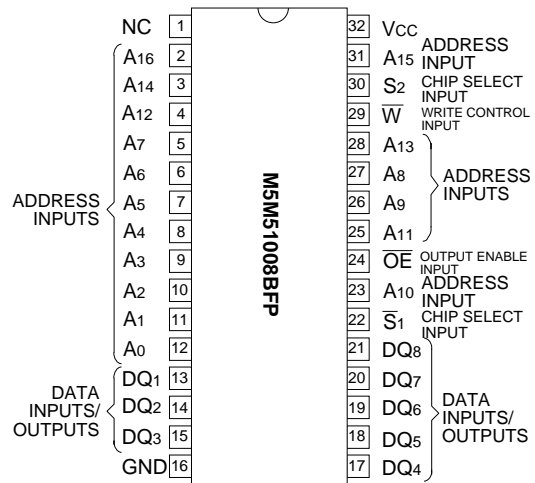 NC 1
A16 2
A14 3
A12 4
A7 5
A6 6
A5 7
A4 8
A3 9
A2 10
A1 11
A0 12
DQ1 13
DQ2 14
DQ3 15
GND 16
ADDRESS
INPUTS
DATA
INPUTS/
OUTPUTS
M5M51008BFP
32 VCC
31 A15 ADDRESS
INPUT
30 S2 CHIP SELECT
INPUT
29 W̅ WRITE CONTROL
INPUT
28 A13
27 A8
26 A9
25 A11
ADDRESS
INPUTS
24 O̅E̅ OUTPUT ENABLE
INPUT
23 A10 ADDRESS
INPUT
22 S̅1 CHIP SELECT
INPUT
21 DQ8
20 DQ7
19 DQ6
18 DQ5
17 DQ4
DATA
INPUTS/
OUTPUTS